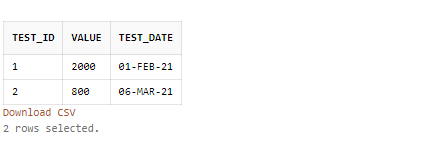 TEST_ID VALUE TEST_DATE
1 2000 01-FEB-21
2 800 06-MAR-21
Download CSV
2 rows selected.